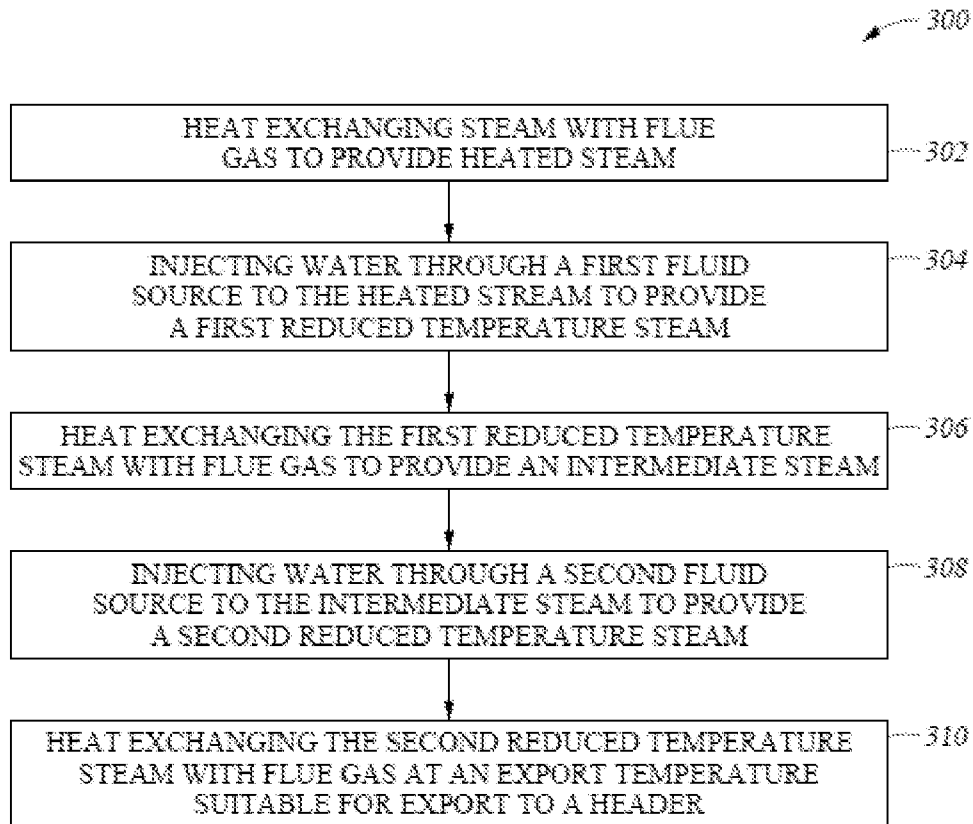 300
HEAT EXCHANGING STEAM WITH FLUE
GAS TO PROVIDE HEATED STEAM
302
INJECTING WATER THROUGH A FIRST FLUID
SOURCE TO THE HEATED STREAM TO PROVIDE
A FIRST REDUCED TEMPERATURE STEAM
304
HEAT EXCHANGING THE FIRST REDUCED TEMPERATURE
STEAM WITH FLUE GAS TO PROVIDE AN INTERMEDIATE STEAM
306
INJECTING WATER THROUGH A SECOND FLUID
SOURCE TO THE INTERMEDIATE STEAM TO PROVIDE
A SECOND REDUCED TEMPERATURE STEAM
308
HEAT EXCHANGING THE SECOND REDUCED TEMPERATURE
STEAM WITH FLUE GAS AT AN EXPORT TEMPERATURE
SUITABLE FOR EXPORT TO A HEADER
310